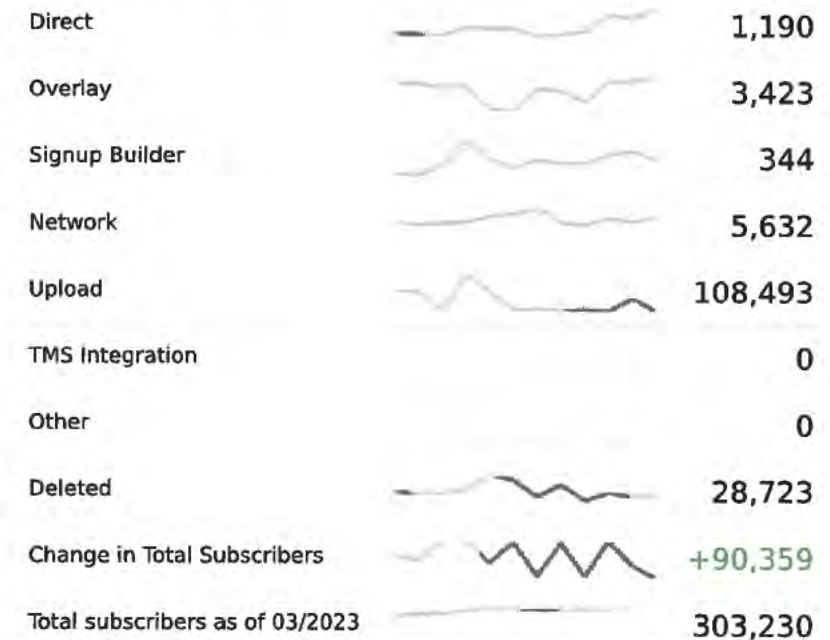 Direct 1,190
Overlay 3,423
Signup Builder 344
Network 5,632
Upload 108,493
TMS Integration 0
Other 0
Deleted 28,723
Change in Total Subscribers +90,359
Total subscribers as of 03/2023 303,230